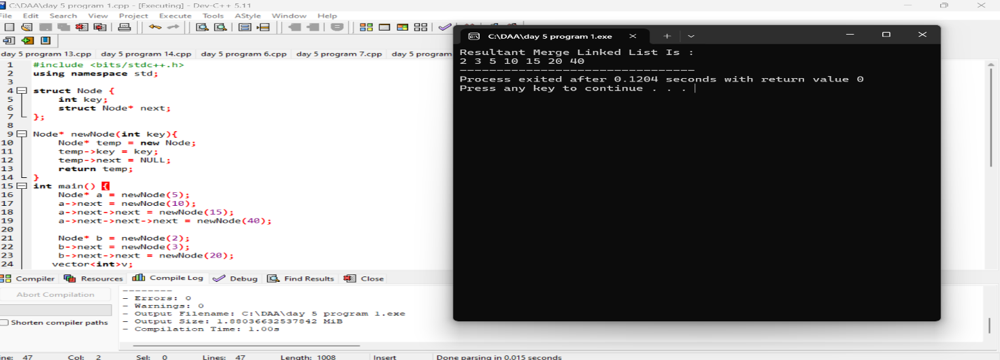 C:\DAA\day 5 program 1.cpp - [Executing] - Dev-C++ 5.11
File Edit Search View Project Execute Tools AStyle Window Help
day 5 program 13.cpp day 5 program 14.cpp day 5 program 6.cpp day 5 program 7.cpp day 5 program
1 #include <bits/stdc++.h>
2 using namespace std;
3
4 struct Node {
5 int key;
6 struct Node* next;
7 };
8
9 Node* newNode(int key){
10 Node* temp = new Node;
11 temp->key = key;
12 temp->next = NULL;
13 return temp;
14 }
15 int main() {
16 Node* a = newNode(5);
17 a->next = newNode(10);
18 a->next->next = newNode(15);
19 a->next->next->next = newNode(40);
20
21 Node* b = newNode(2);
22 b->next = newNode(3);
23 b->next->next = newNode(20);
24 vector<int>v;
C:\DAA\day 5 program 1.exe
Resultant Merge Linked List Is :
2 3 5 10 15 20 40
--------------------------------
Process exited after 0.1204 seconds with return value 0
Press any key to continue . . .
Compiler Resources Compile Log Debug Find Results Close
Abort Compilation
Shorten compiler paths
--------
- Errors: 0
- Warnings: 0
- Output Filename: C:\DAA\day 5 program 1.exe
- Output Size: 1.88036632537842 MiB
- Compilation Time: 1.00s
ine: 47 Col: 2 Sel: 0 Lines: 47 Length: 1008 Insert Done parsing in 0.015 seconds